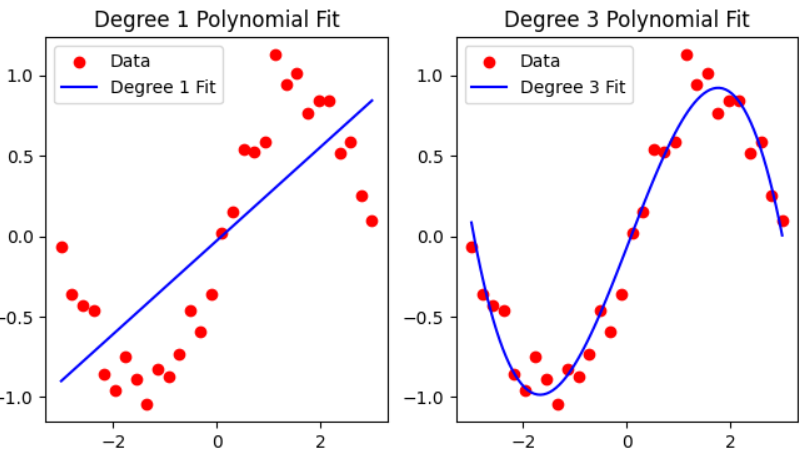 Degree 1 Polynomial Fit
Data
Degree 1 Fit
1.0
0.5
0.0
−0.5
−1.0
−2
0
2
Degree 3 Polynomial Fit
Data
Degree 3 Fit
1.0
0.5
0.0
−0.5
−1.0
−2
0
2